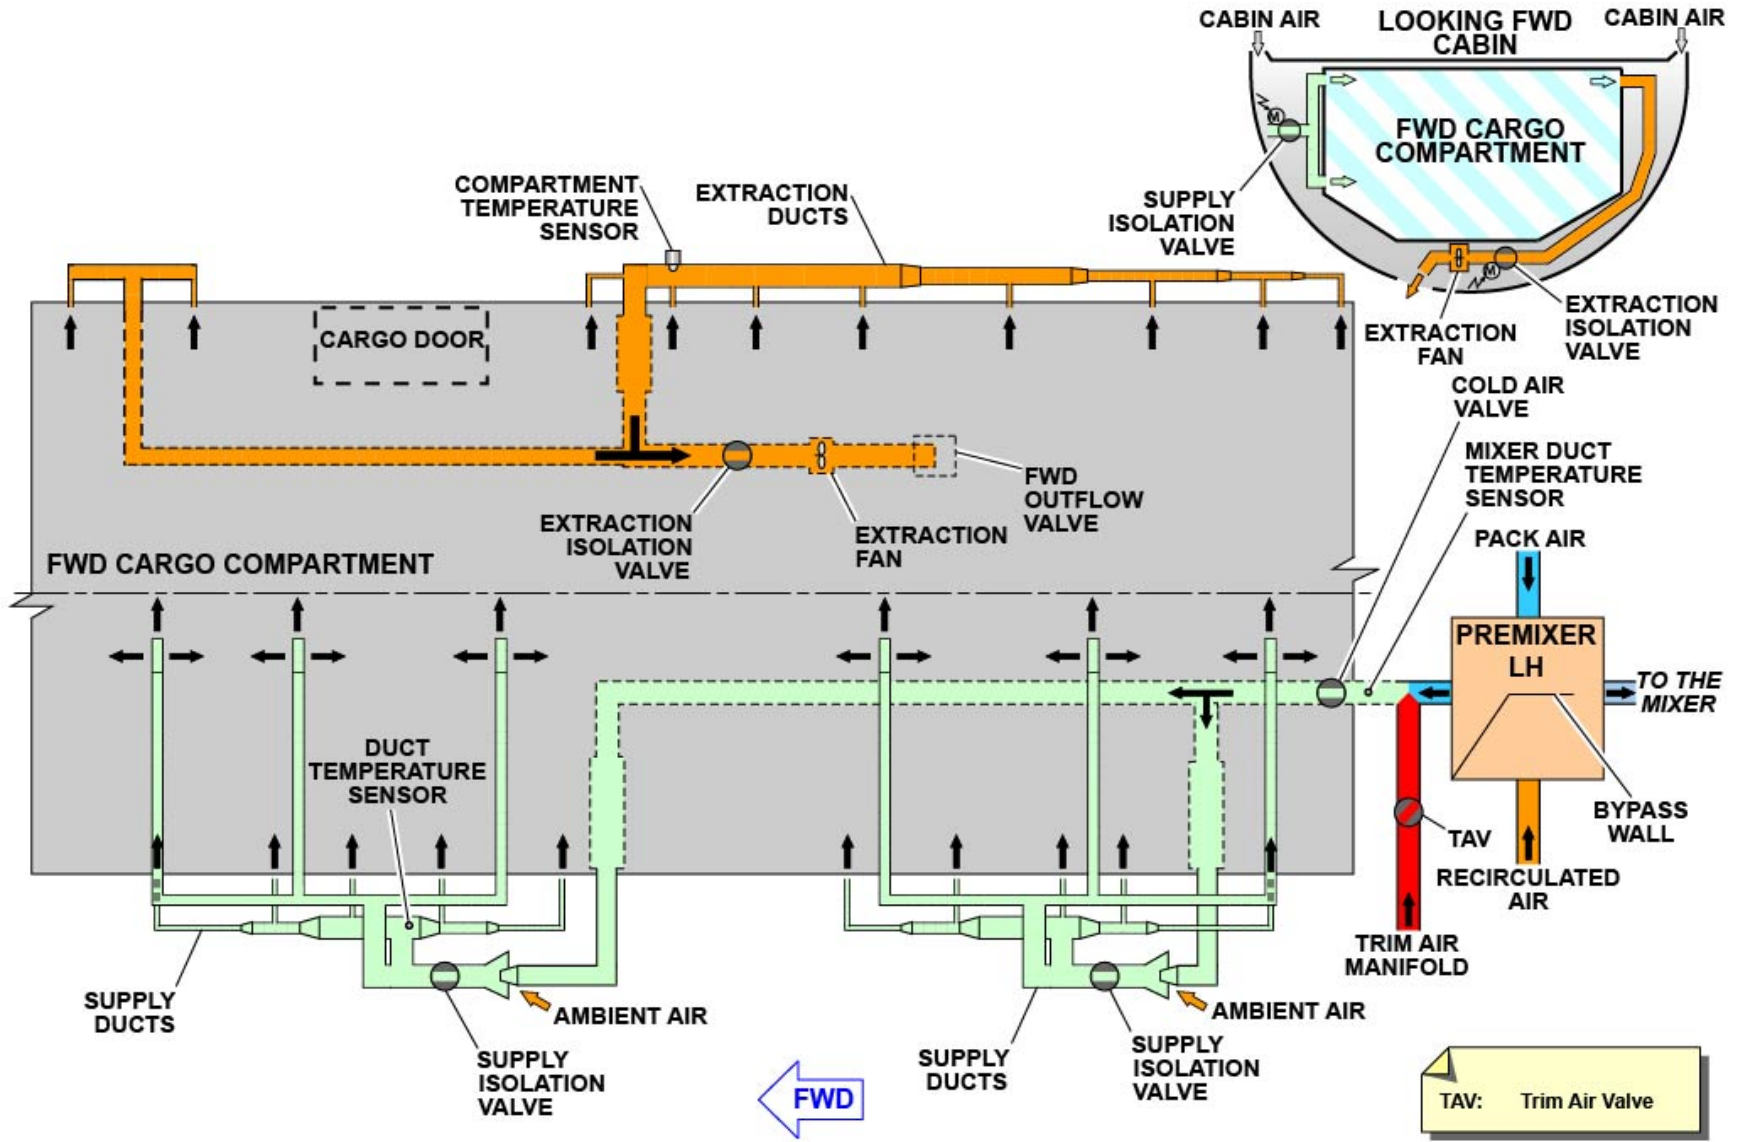 CABIN AIR
LOOKING FWD
CABIN
CABIN AIR
M
FWD CARGO
COMPARTMENT
SUPPLY
ISOLATION
VALVE
M
EXTRACTION
FAN
EXTRACTION
ISOLATION
VALVE
COMPARTMENT
TEMPERATURE
SENSOR
EXTRACTION
DUCTS
CARGO DOOR
EXTRACTION
ISOLATION
VALVE
EXTRACTION
FAN
FWD
OUTFLOW
VALVE
COLD AIR
VALVE
MIXER DUCT
TEMPERATURE
SENSOR
PACK AIR
FWD CARGO COMPARTMENT
PREMIXER
LH
TO THE
MIXER
DUCT
TEMPERATURE
SENSOR
BYPASS
WALL
TAV
RECIRCULATED
AIR
TRIM AIR
MANIFOLD
SUPPLY
DUCTS
AMBIENT AIR
SUPPLY
ISOLATION
VALVE
SUPPLY
DUCTS
AMBIENT AIR
SUPPLY
ISOLATION
VALVE
FWD
TAV: Trim Air Valve